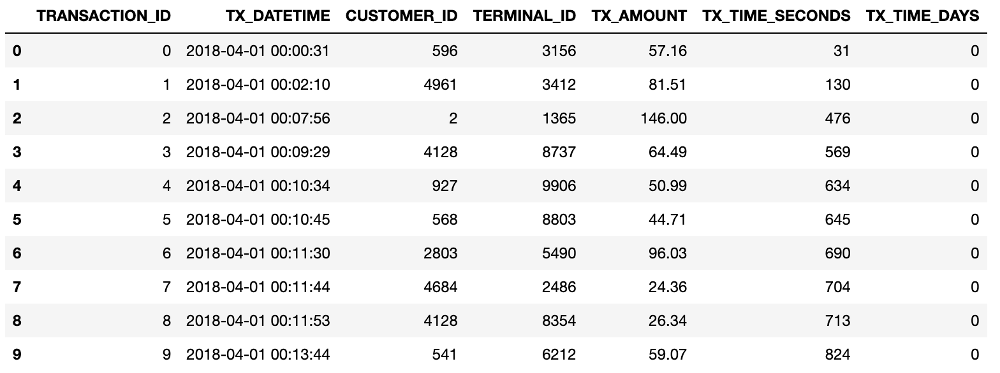 TRANSACTION_ID TX_DATETIME CUSTOMER_ID TERMINAL_ID TX_AMOUNT TX_TIME_SECONDS TX_TIME_DAYS
0 0 2018-04-01 00:00:31 596 3156 57.16 31 0
1 1 2018-04-01 00:02:10 4961 3412 81.51 130 0
2 2 2018-04-01 00:07:56 2 1365 146.00 476 0
3 3 2018-04-01 00:09:29 4128 8737 64.49 569 0
4 4 2018-04-01 00:10:34 927 9906 50.99 634 0
5 5 2018-04-01 00:10:45 568 8803 44.71 645 0
6 6 2018-04-01 00:11:30 2803 5490 96.03 690 0
7 7 2018-04-01 00:11:44 4684 2486 24.36 704 0
8 8 2018-04-01 00:11:53 4128 8354 26.34 713 0
9 9 2018-04-01 00:13:44 541 6212 59.07 824 0